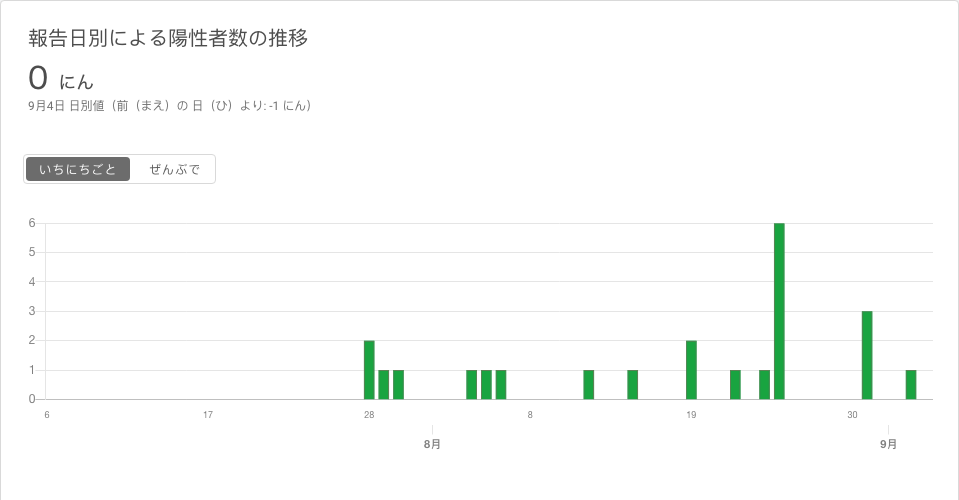 報告日別による陽性者数の推移
0 にん
9月4日 日別値（前（まえ）の 日（ひ）より: -1 にん）
いちにちごと ぜんぶで
6
5
4
3
2
1
0
6 17 28 8 19 30
8月 9月